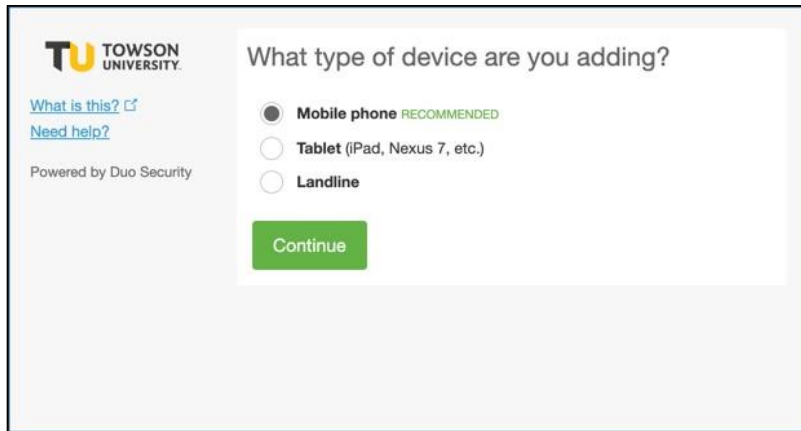 TU TOWSON
UNIVERSITY.
What is this?
Need help?
Powered by Duo Security
What type of device are you adding?
Mobile phone RECOMMENDED
Tablet (iPad, Nexus 7, etc.)
Landline
Continue